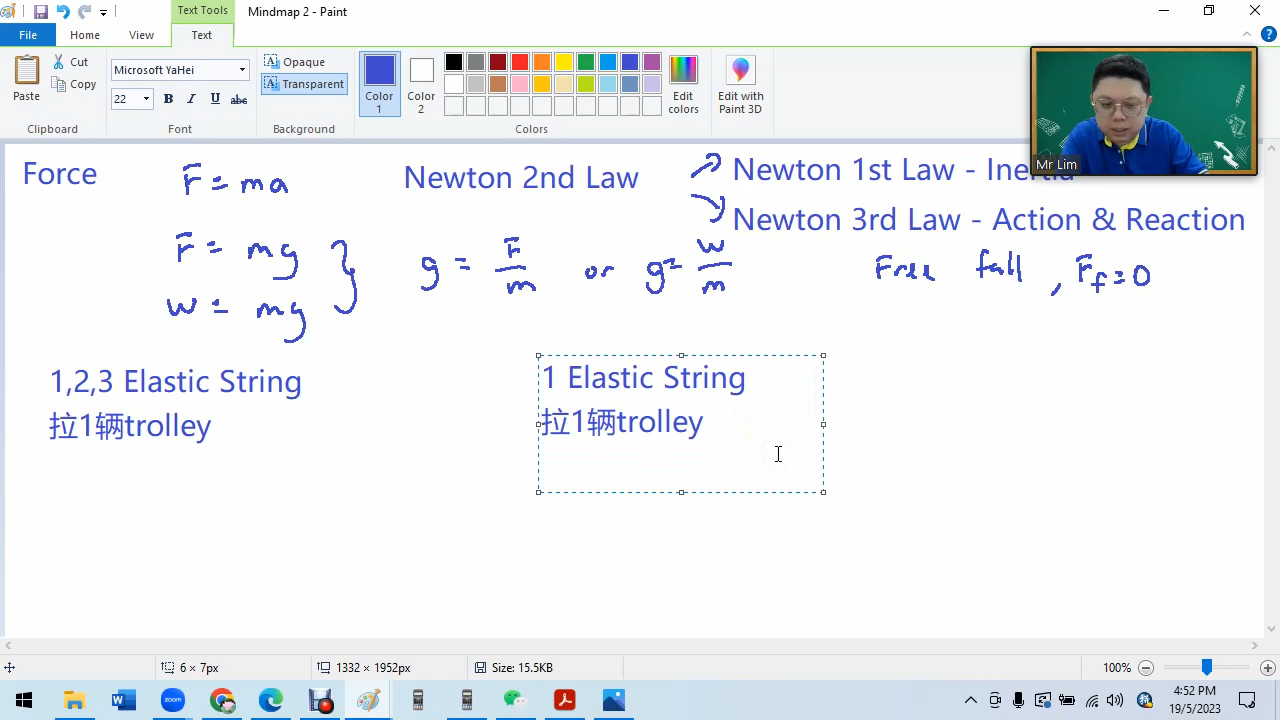 Text Tools
Mindmap 2 - Paint
File
Home
View
Text
Paste
Cut
Copy
Clipboard
Microsoft YaHei
22
B
I
U
abc
Font
Opaque
Transparent
Background
Color 1
Color 2
Edit colors
Edit with Paint 3D
Colors
Mr Lim
Force
F = ma
Newton 2nd Law
Newton 1st Law - Inertia
Newton 3rd Law - Action & Reaction
F = mg
W = mg
g = F/m or g = W/m
Free fall, Ff = 0
1,2,3 Elastic String
拉1辆trolley
1 Elastic String
拉1辆trolley
6 × 7px
1332 × 1952px
Size: 15.5KB
100%
zoom
4:52 PM
19/5/2023